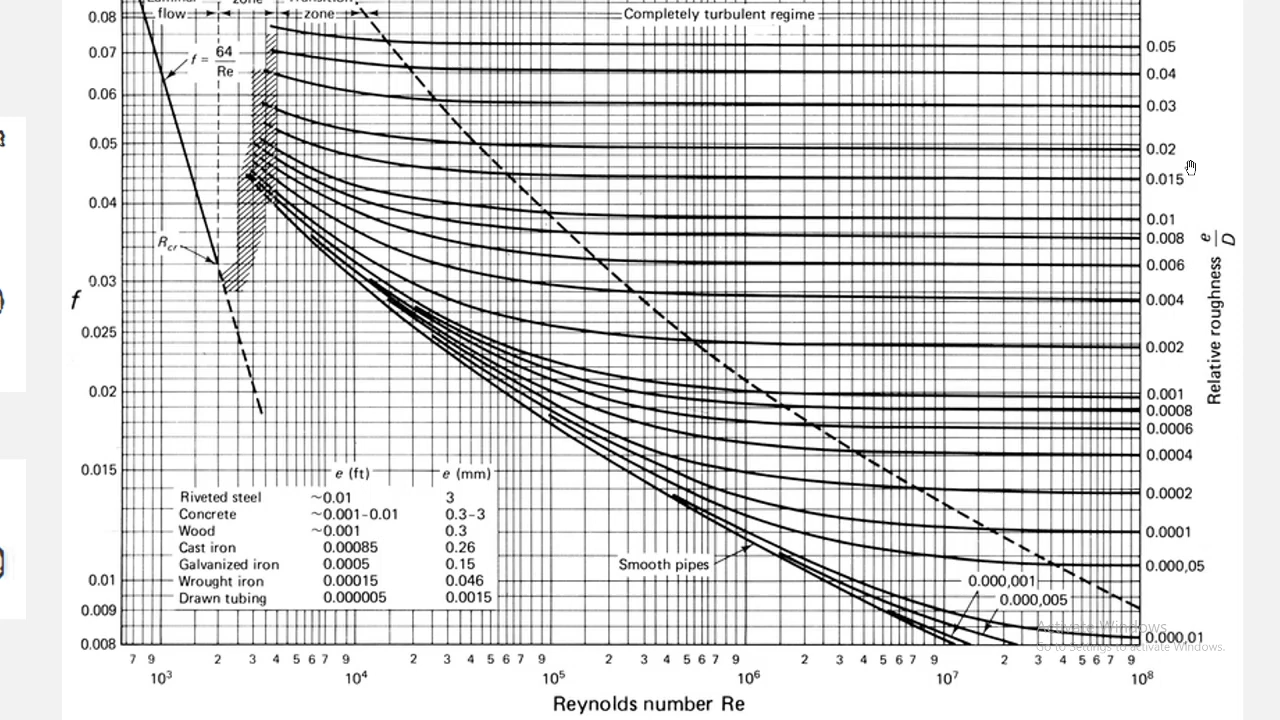 flow zone
Completely turbulent regime
0.08
0.07
0.06
0.05
0.04
0.03
0.025
0.02
0.015
0.01
0.009
0.008
f
f = 64
Re
R_cr
0.05
0.04
0.03
0.02
0.015
0.01
0.008
0.006
0.004
0.002
0.001
0.0008
0.0006
0.0004
0.0002
0.0001
0.000,05
0.000,01
Relative roughness e/D
e (ft) e (mm)
Riveted steel ~0.01 3
Concrete ~0.001-0.01 0.3-3
Wood ~0.001 0.3
Cast iron 0.00085 0.26
Galvanized iron 0.0005 0.15
Wrought iron 0.00015 0.046
Drawn tubing 0.000005 0.0015
Smooth pipes
0.000,001
0.000,005
Activate Windows
Go to Settings to activate Windows.
7 9 2 3 4 5 6 7 9 2 3 4 5 6 7 9 2 3 4 5 6 7 9 2 3 4 5 6 7 9 2 3 4 5 6 7 9
10³ 10⁴ 10⁵ 10⁶ 10⁷ 10⁸
Reynolds number Re